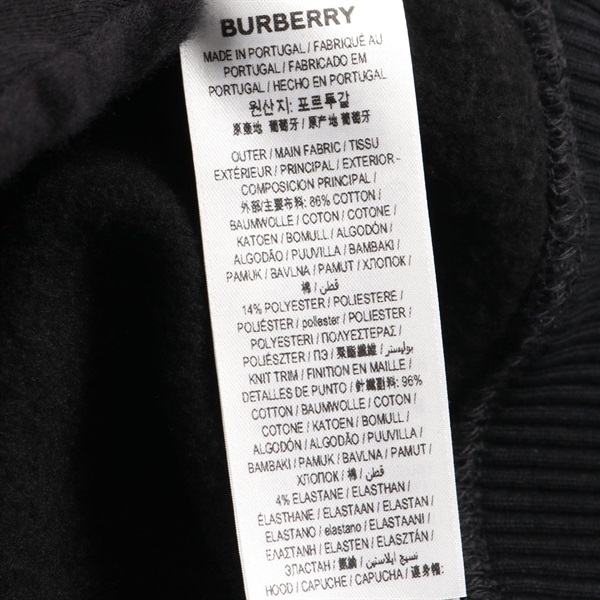 BURBERRY
MADE IN PORTUGAL / FABRIQUÉ AU
PORTUGAL / FABRICADO EM
PORTUGAL / HECHO EN PORTUGAL
원산지: 포르투갈
原產地 葡萄牙 / 原产地 葡萄牙
OUTER / MAIN FABRIC / TISSU
EXTÉRIEUR / PRINCIPAL / EXTERIOR-
COMPOSICION PRINCIPAL /
外部/主要布料: 86% COTTON /
BAUMWOLLE / COTON / COTONE /
KATOEN / BOMULL / ALGODÓN /
ALGODÃO / PUUVILLA / BAMBAKI /
PAMUK / BAVLNA / PAMUT / ХЛОПОК /
棉 / قطن /
14% POLYESTER / POLIESTERE /
POLIÉSTER / poliester / POLYESTER /
POLYESTERI / ΠΟΛΥΕΣΤΕΡΑΣ /
POLIÉSZTER / ПЭ / 聚酯纖維 / بوليستر /
KNIT TRIM / FINITION EN MAILLE /
DETALLES DE PUNTO / 針織配料: 96%
COTTON / BAUMWOLLE / COTON /
COTONE / KATOEN / BOMULL /
ALGODÓN / ALGODÃO / PUUVILLA /
BAMBAKI / PAMUK / BAVLNA / PAMUT /
ХЛОПОК / 棉 / قطن /
4% ELASTANE / ELASTHAN /
ÉLASTHANE / ELASTAAN / ELASTAN /
ELASTANO / elastano / ELASTAANI /
ΕΛΑΣΤΑΝΗ / ELASTEN / ELASZTÁN /
ЭЛАСТАН / نسيج ايلاستين /
HOOD / CAPUCHE / CAPUCHA / 連身帽: